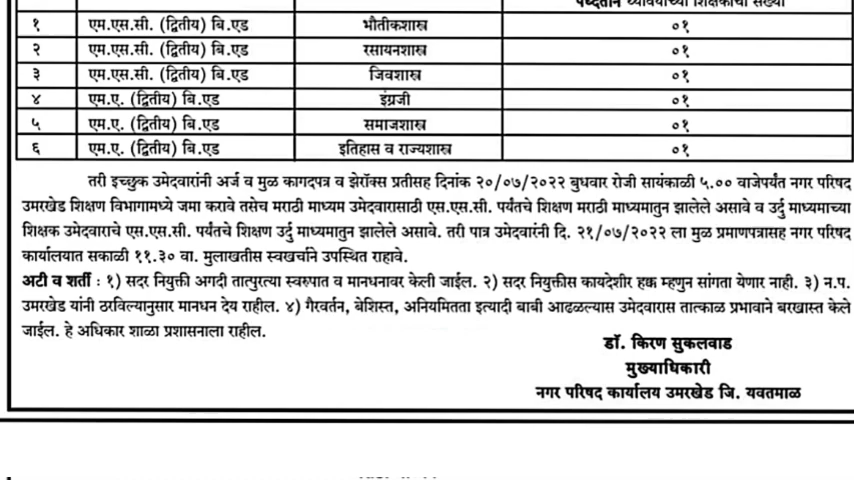 पध्दतीने घ्यावयाच्या शिक्षकांची संख्या
१ एम.एस.सी. (द्वितीय) बि.एड भौतीकशास्त्र ०१
२ एम.एस.सी. (द्वितीय) बि.एड रसायनशास्त्र ०१
३ एम.एस.सी. (द्वितीय) बि.एड जिवशास्त्र ०१
४ एम.ए. (द्वितीय) बि.एड इंग्रजी ०१
५ एम.ए. (द्वितीय) बि.एड समाजशास्त्र ०१
६ एम.ए. (द्वितीय) बि.एड इतिहास व राज्यशास्त्र ०१
तरी इच्छुक उमेदवारांनी अर्ज व मुळ कागदपत्र व झेरॉक्स प्रतीसह दिनांक २०/०७/२०२२ बुधवार रोजी सायंकाळी ५.०० वाजेपर्यंत नगर परिषद
उमरखेड शिक्षण विभागामध्ये जमा करावे तसेच मराठी माध्यम उमेदवारासाठी एस.एस.सी. पर्यंतचे शिक्षण मराठी माध्यमातुन झालेले असावे व उर्दु माध्यमाच्या
शिक्षक उमेदवाराचे एस.एस.सी. पर्यंतचे शिक्षण उर्दु माध्यमातुन झालेले असावे. तरी पात्र उमेदवारंनी दि. २१/०७/२०२२ ला मुळ प्रमाणपत्रासह नगर परिषद
कार्यालयात सकाळी ११.३० वा. मुलाखतीस स्वखर्चाने उपस्थित राहावे.
अटी व शर्ती : १) सदर नियुक्ती अगदी तात्पुरत्या स्वरुपात व मानधनावर केली जाईल. २) सदर नियुक्तीस कायदेशीर हक्क म्हणुन सांगता येणार नाही. ३) न.प.
उमरखेड यांनी ठरविल्यानुसार मानधन देय राहील. ४) गैरवर्तन, बेशिस्त, अनियमितता इत्यादी बाबी आढळल्यास उमेदवारास तात्काळ प्रभावाने बरखास्त केले
जाईल. हे अधिकार शाळा प्रशासनाला राहील.
डॉ. किरण सुकलवाड
मुख्याधिकारी
नगर परिषद कार्यालय उमरखेड जि. यवतमाळ